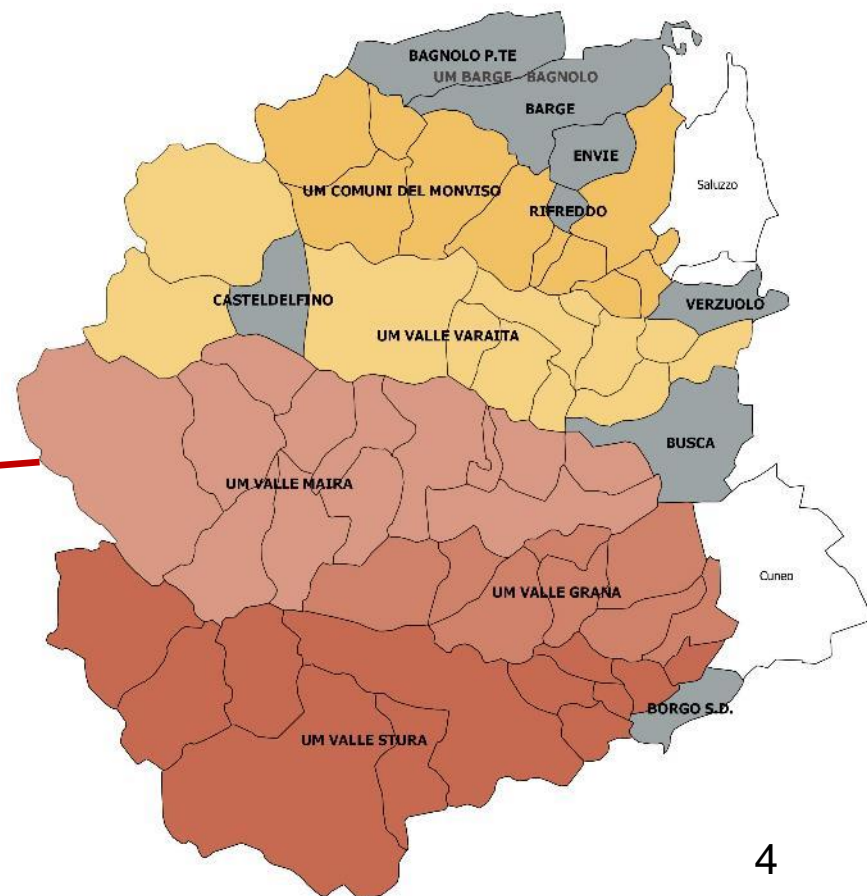 BAGNOLO P.TE
UM BARGE - BAGNOLO
BARGE
ENVIE
Saluzzo
UM COMUNI DEL MONVISO
RIFREDDO
CASTELDELFINO
VERZUOLO
UM VALLE VARAITA
BUSCA
UM VALLE MAIRA
Cuneo
UM VALLE GRANA
BORGO S.D.
UM VALLE STURA
4